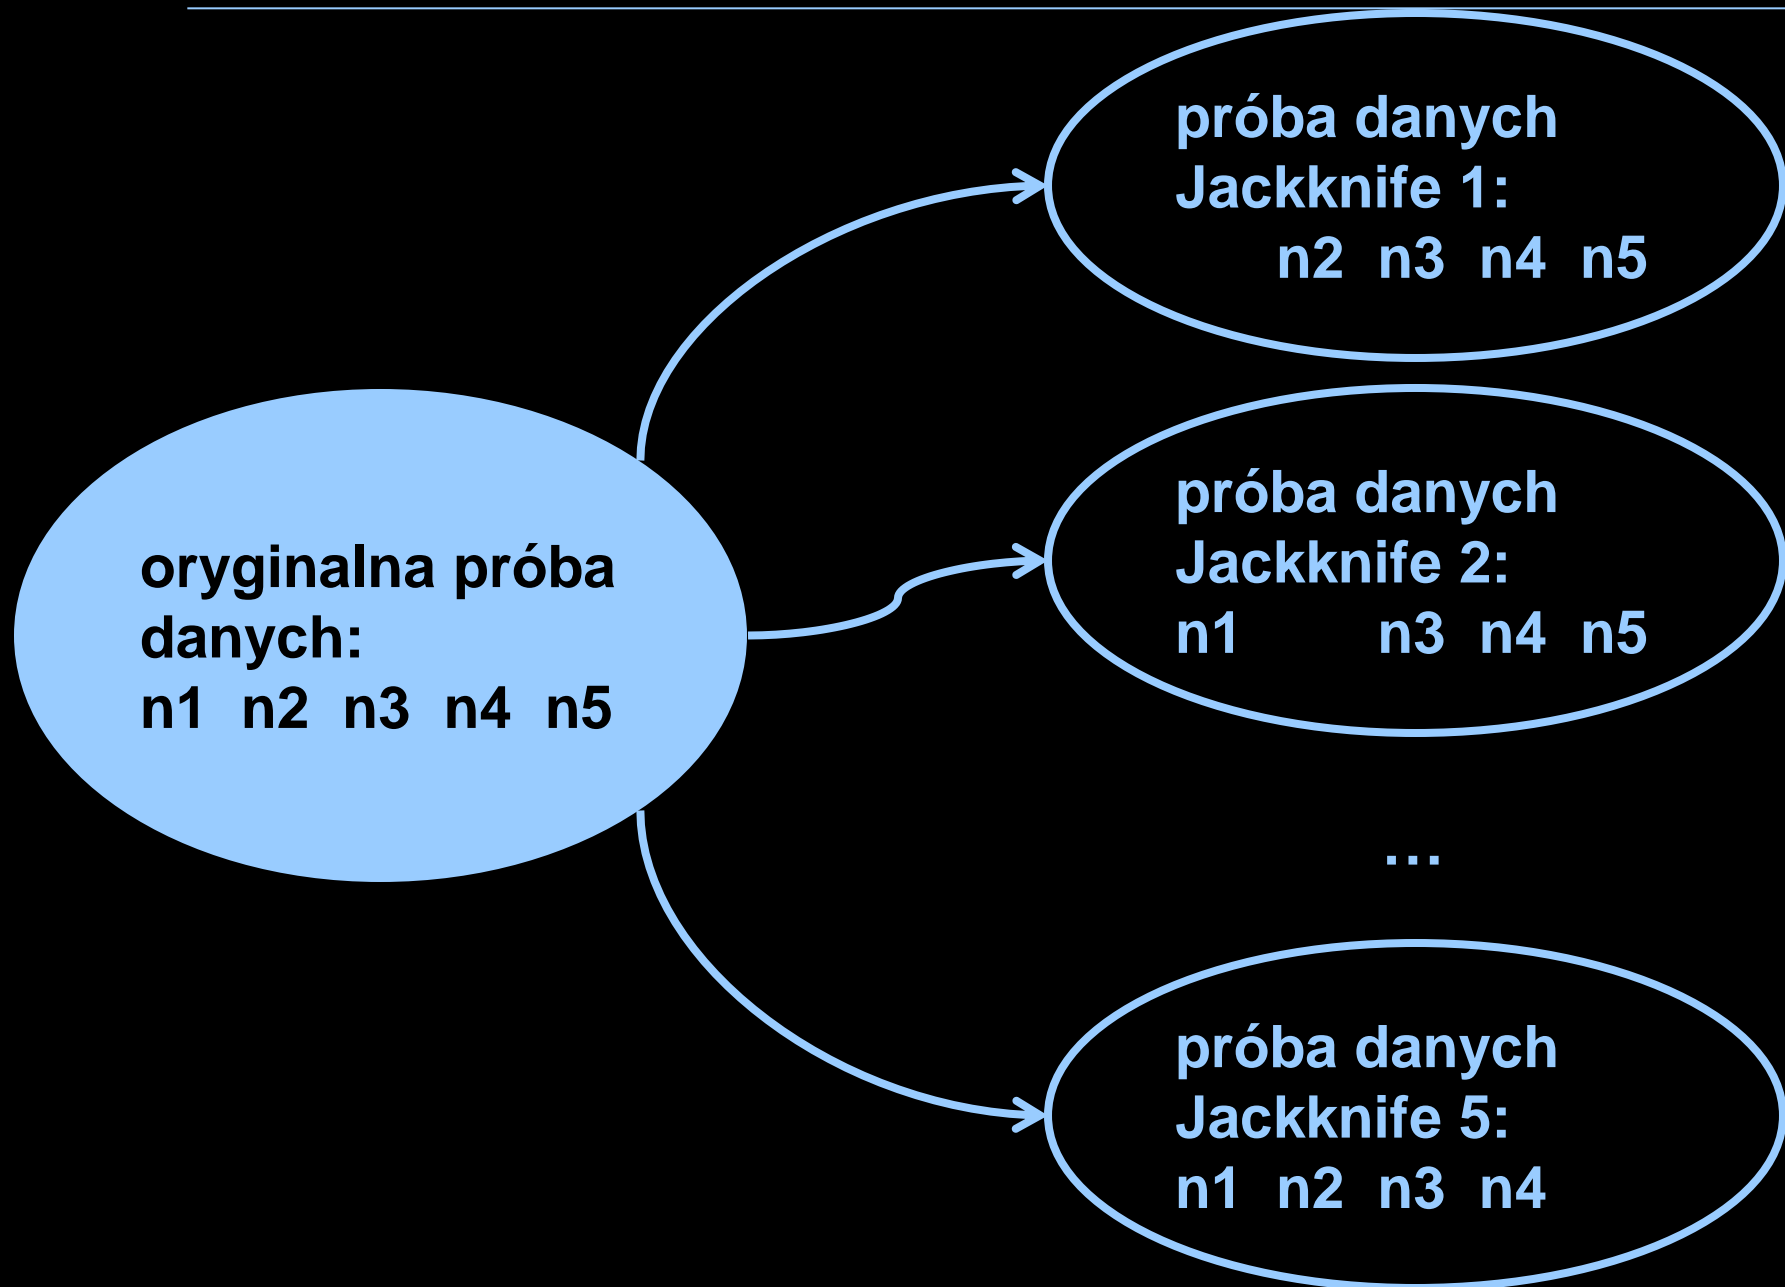 próba danych
Jackknife 1:
n2 n3 n4 n5
oryginalna próba
danych:
n1 n2 n3 n4 n5
próba danych
Jackknife 2:
n1 n3 n4 n5
…
próba danych
Jackknife 5:
n1 n2 n3 n4